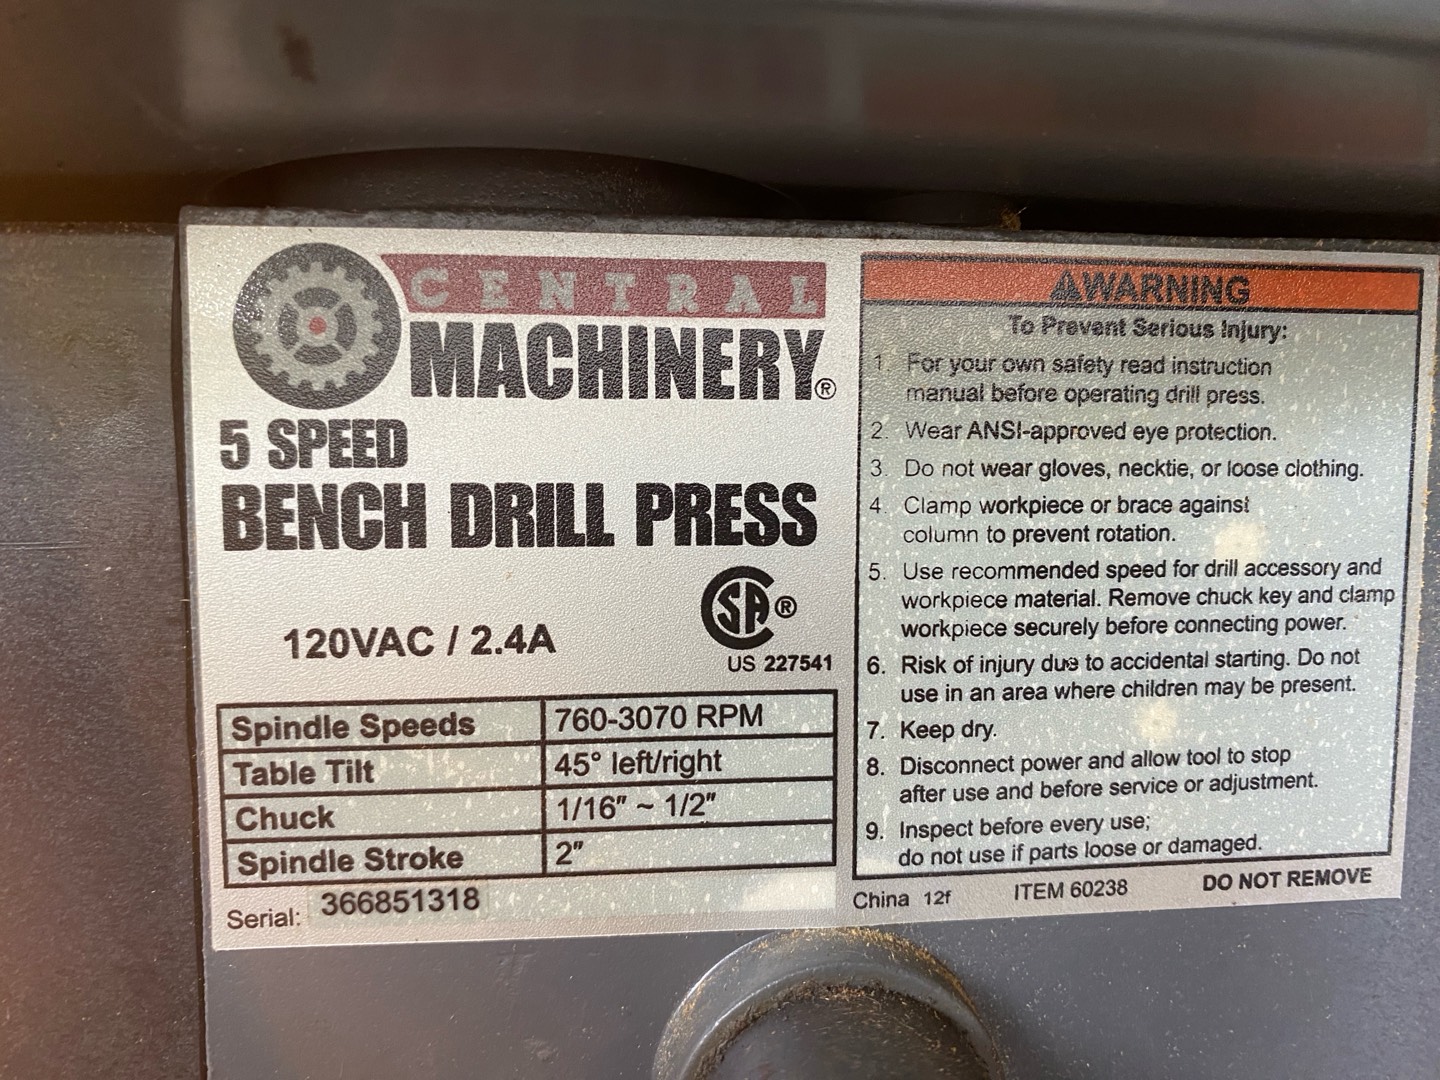 CENTRAL
MACHINERY®
5 SPEED
BENCH DRILL PRESS
SA®
120VAC / 2.4A
US 227541
Spindle Speeds 760-3070 RPM
Table Tilt 45° left/right
Chuck 1/16" ~ 1/2"
Spindle Stroke 2"
Serial: 366851318
⚠WARNING
To Prevent Serious Injury:
1. For your own safety read instruction
manual before operating drill press.
2. Wear ANSI-approved eye protection.
3. Do not wear gloves, necktie, or loose clothing.
4. Clamp workpiece or brace against
column to prevent rotation.
5. Use recommended speed for drill accessory and
workpiece material. Remove chuck key and clamp
workpiece securely before connecting power.
6. Risk of injury due to accidental starting. Do not
use in an area where children may be present.
7. Keep dry.
8. Disconnect power and allow tool to stop
after use and before service or adjustment.
9. Inspect before every use;
do not use if parts loose or damaged.
China 12f ITEM 60238 DO NOT REMOVE